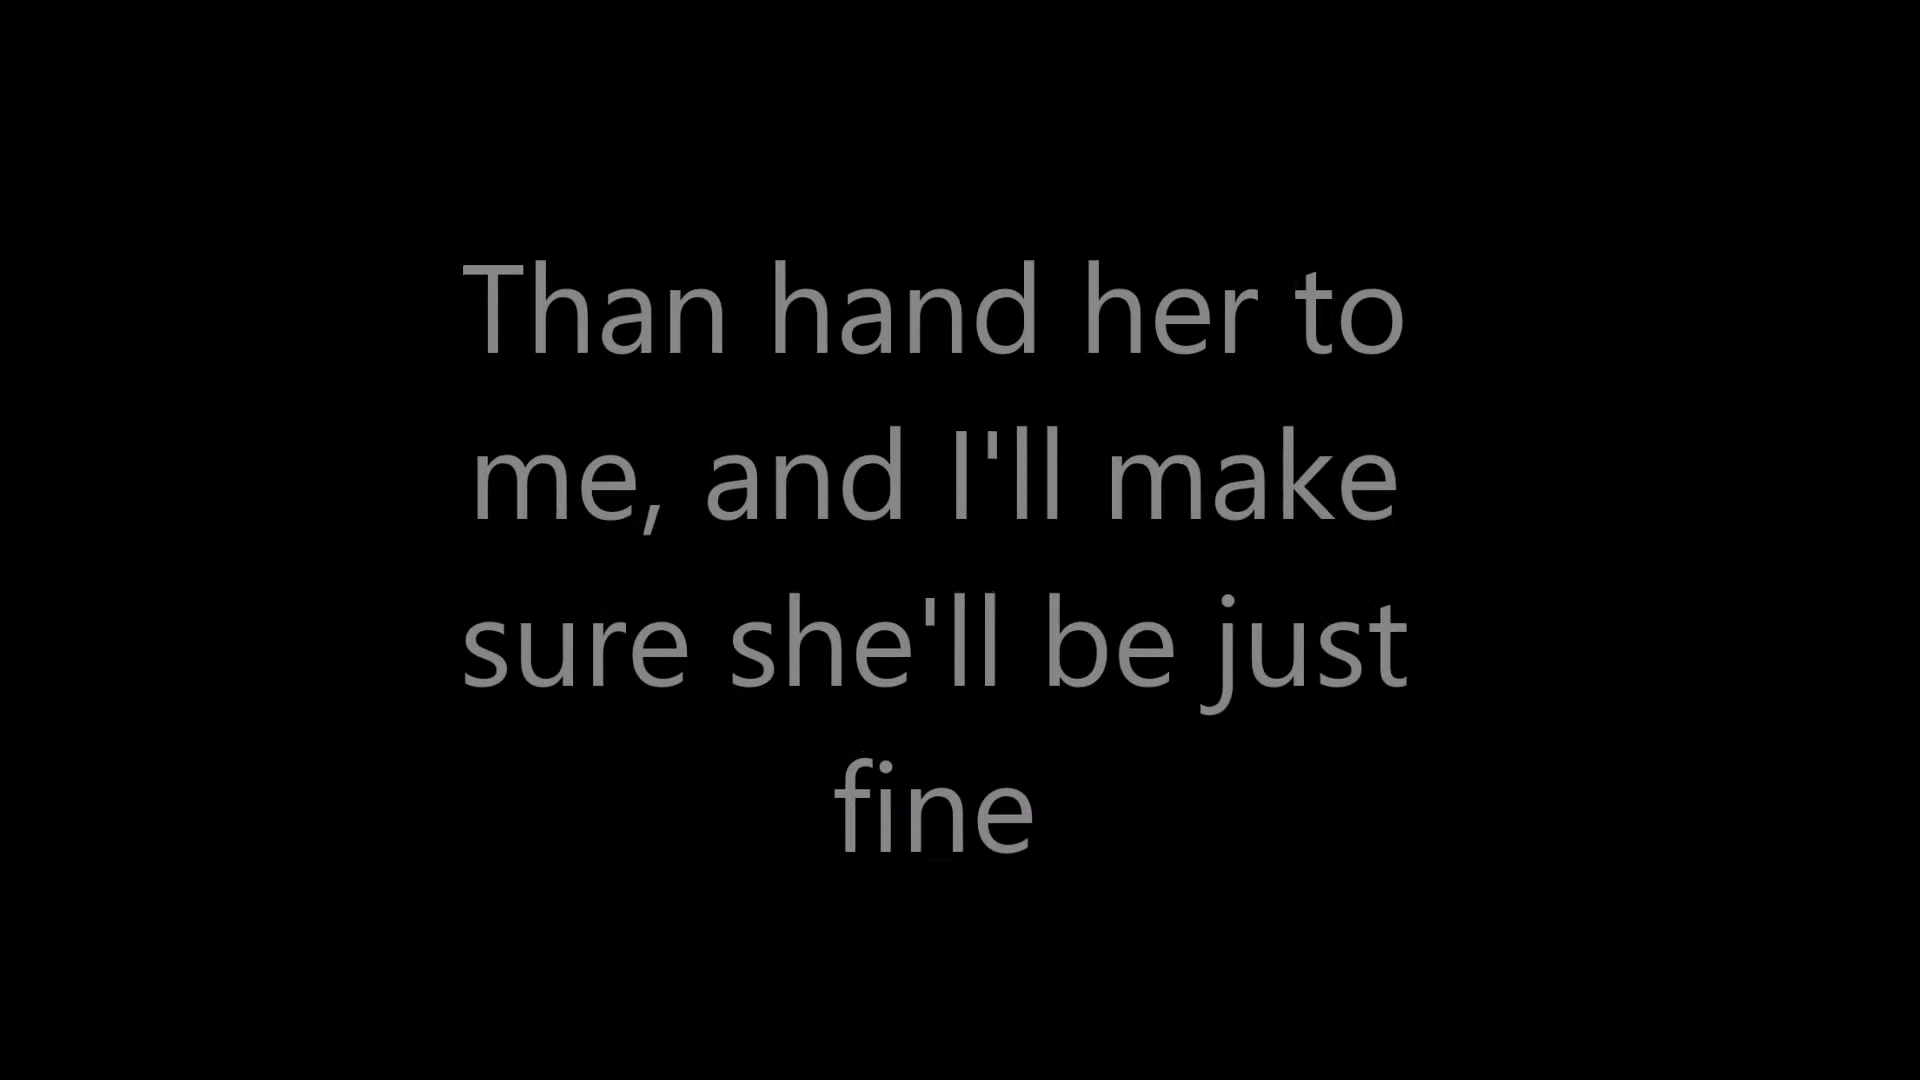 Than hand her to
me, and I'll make
sure she'll be just
fine